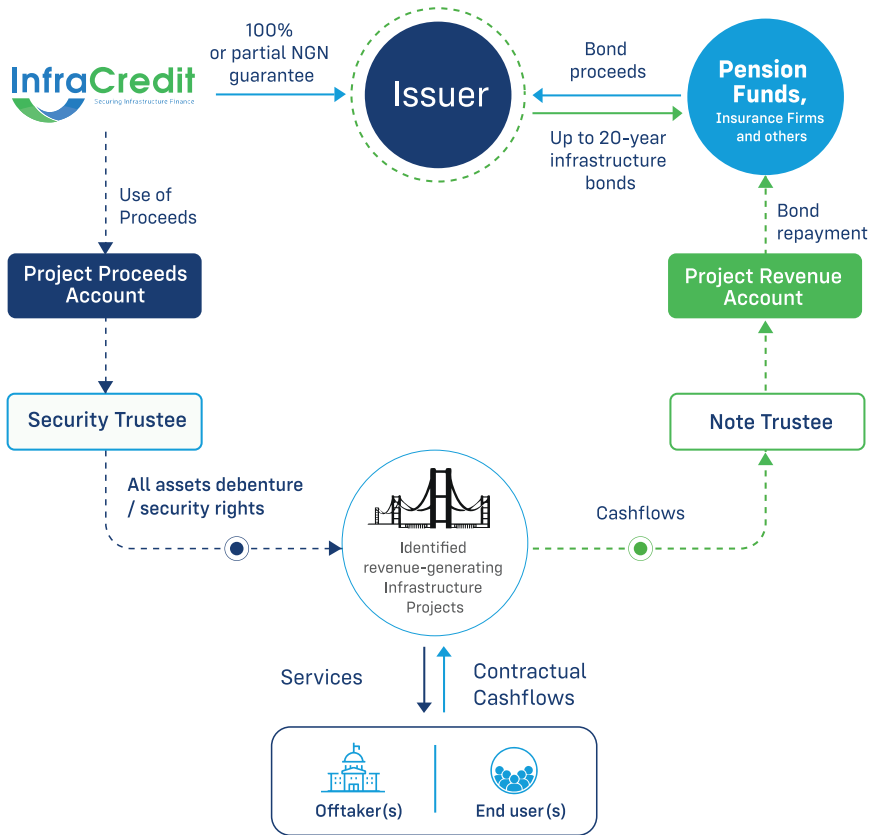 InfraCredit
Securing Infrastructure Finance
100%
or partial NGN
guarantee
Issuer
Bond
proceeds
Up to 20-year
infrastructure
bonds
Pension
Funds,
Insurance Firms
and others
Use of
Proceeds
Bond
repayment
Project Proceeds
Account
Project Revenue
Account
Security Trustee
Note Trustee
All assets debenture
/ security rights
Identified
revenue-generating
Infrastructure
Projects
Cashflows
Services
Contractual
Cashflows
Offtaker(s)
End user(s)